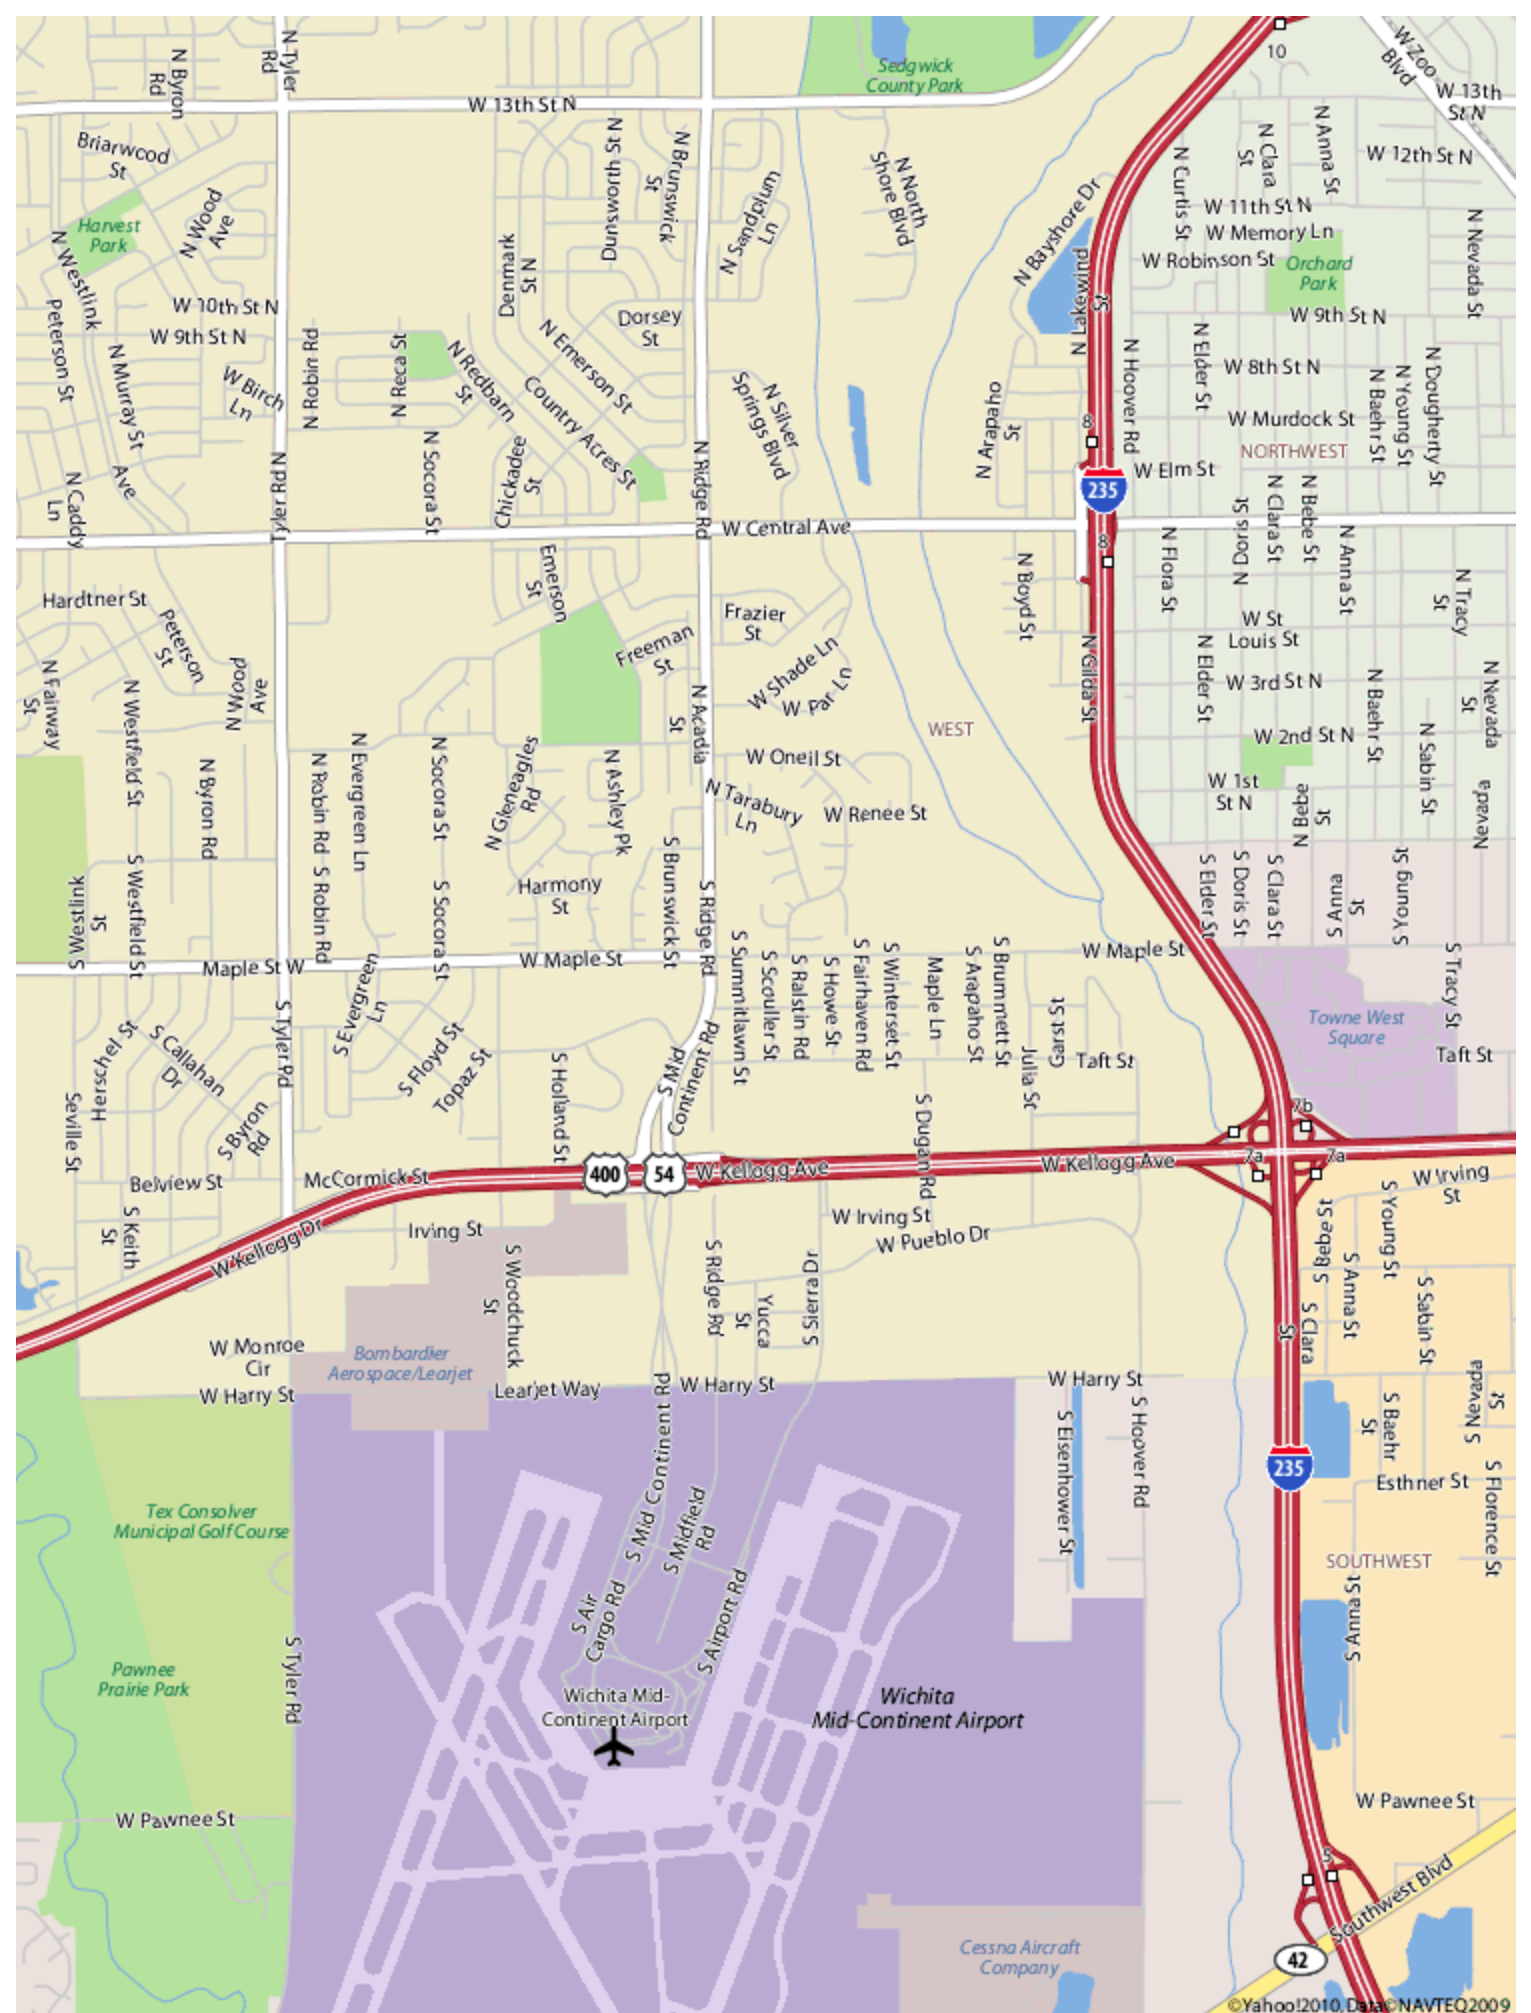 N Tyler
Rd
N Byron
Rd
Sedgwick
County Park
10
W Zoo
Blvd
W 13th St N
W 13th
St N
Briarwood
St
Dunsworth St N
N Brunswick
St
N Sandplum
Ln
N North
Shore Blvd
N Curtis St
N Clara
St
N Anna St
W 12th St N
Harvest
Park
N Wood
Ave
N Westlink
Ave
Denmark
St N
N Bayshore Dr
W 11th St N
W Memory Ln
W Robinson St
Orchard
Park
N Nevada St
Peterson St
W 10th St N
W 9th St N
N Murray St
W Birch
Ln
N Robin Rd
N Reca St
N Redbarn
St
N Emerson St
Dorsey
St
Country Acres St
N Silver
Springs Blvd
N Lakewind
St
N Hoover Rd
N Elder St
W 9th St N
W 8th St N
N Baehr St
N Young St
N Dougherty St
W Murdock St
NORTHWEST
N Arapaho
St
8
W Elm St
235
N Caddy
Ln
N Tyler Rd
N Socora St
Chickadee
St
N Ridge Rd
W Central Ave
8
N Flora St
N Doris St
N Clara St
N Bebe St
N Anna St
N Tracy
St
Hardtner St
Peterson
St
Emerson
St
Frazier
St
N Boyd St
W St
Louis St
Freeman
St
W Shade Ln
W Par Ln
N Gilda St
N Elder St
W 3rd St N
N Baehr St
N Nevada
St
N Fairway
St
N Westfield St
N Wood
Ave
N Byron Rd
N Robin Rd
N Evergreen Ln
N Socora St
N Gleneagles
Rd
N Ashley Pk
N Acadia
St
WEST
W Oneil St
W 2nd St N
N Sabin St
N Tarabury
Ln
W Renee St
W 1st
St N
N Bebe
St
Nevada
S Westlink
St
S Westfield St
S Robin Rd
S Socora St
Harmony
St
S Brunswick St
S Ridge Rd
S Elder St
S Doris St
S Clara St
S Anna
St
S Young St
Maple St W
W Maple St
W Maple St
S Summitlawn St
S Scouller St
S Ralstin Rd
S Howe St
S Fairhaven Rd
S Winterset St
Maple Ln
S Arapaho St
S Brummett St
Julia St
Garst St
Taft St
S Tracy St
Towne West
Square
Taft St
Herschel St
S Callahan
Dr
S Tyler Rd
S Evergreen
Ln
S Floyd St
Topaz St
S Holland St
S Mid
Continent Rd
S Dugan Rd
Seville St
S Byron
Rd
7b
7a
7a
Belview St
McCormick St
400
54
W Kellogg Ave
W Kellogg Ave
W Irving
St
S Keith
St
W Kellogg Dr
Irving St
W Irving St
W Pueblo Dr
S Bebe St
S Young St
S Woodchuck
St
S Ridge Rd
Yucca
St
S Sierra Dr
S Anna St
S Clara
St
S Sabin St
W Monroe
Cir
Bombardier
Aerospace/Learjet
W Harry St
Learjet Way
W Harry St
W Harry St
S Mid Continent Rd
S Eisenhower St
S Hoover Rd
235
S Baehr
St
S Nevada
St
Esthner St
S Florence St
Tex Consolver
Municipal Golf Course
S Mid Continent Rd
S Midfield
Rd
SOUTHWEST
S Air
Cargo Rd
S Airport Rd
S Anna St
Pawnee
Prairie Park
S Tyler Rd
Wichita Mid-
Continent Airport
Wichita
Mid-Continent Airport
W Pawnee St
W Pawnee St
5
Southwest Blvd
Cessna Aircraft
Company
42
©Yahoo!2010, Data©NAVTEQ2009